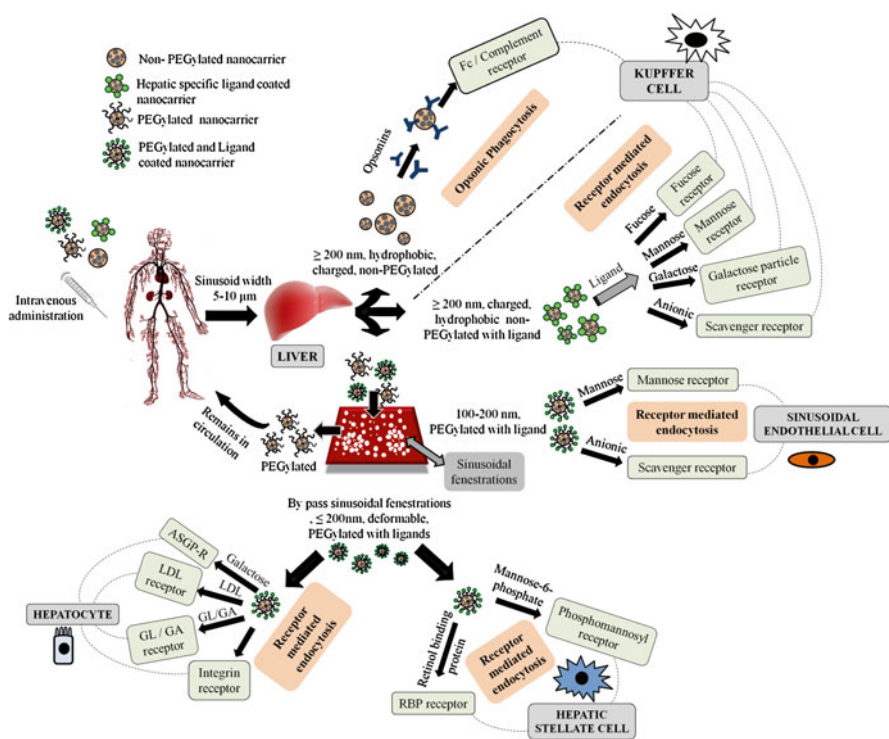 Non- PEGylated nanocarrier
Hepatic specific ligand coated
nanocarrier
PEGylated nanocarrier
PEGylated and Ligand
coated nanocarrier
Intravenous
administration
Sinusoid width
5-10 µm
LIVER
Opsonins
Fc / Complement
receptor
Opsonic Phagocytosis
KUPFFER
CELL
≥ 200 nm, hydrophobic,
charged, non-PEGylated
Receptor mediated
endocytosis
≥ 200 nm, charged,
hydrophobic non-
PEGylated with ligand
Ligand
Fucose
Fucose
receptor
Mannose
Mannose
receptor
Galactose
Galactose particle
receptor
Anionic
Scavenger receptor
Remains in
circulation
PEGylated
Sinusoidal
fenestrations
100-200 nm,
PEGylated with ligand
Mannose
Mannose receptor
Receptor mediated
endocytosis
Anionic
Scavenger receptor
SINUSOIDAL
ENDOTHELIAL CELL
By pass sinusoidal fenestrations
, ≤ 200nm, deformable,
PEGylated with ligands
HEPATOCYTE
ASGP-R
Galactose
LDL
receptor
LDL
GL / GA
receptor
GL/GA
Integrin
receptor
Receptor
mediated
endocytosis
Mannose-6-
phosphate
Phosphomannosyl
receptor
Retinol binding
protein
Receptor
mediated
endocytosis
RBP receptor
HEPATIC
STELLATE CELL